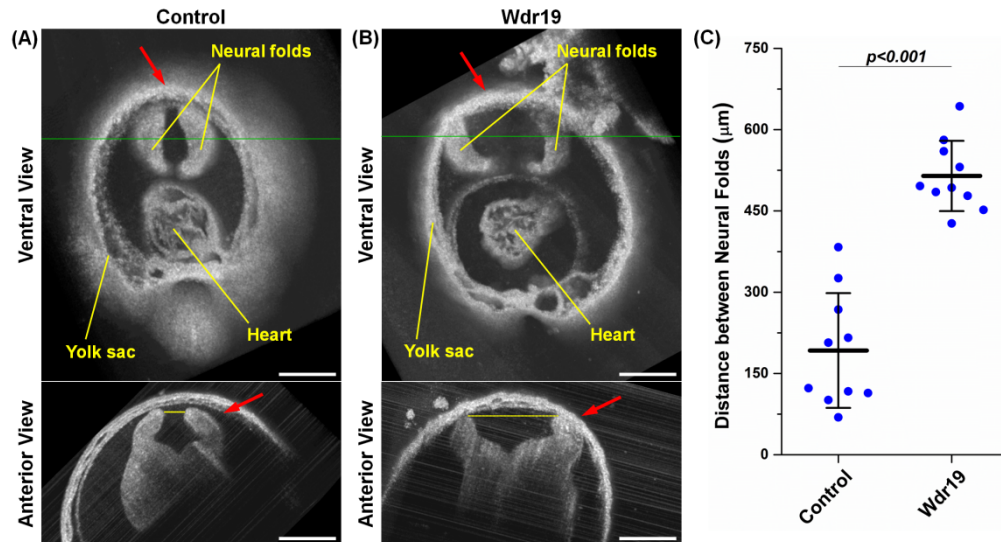 Control
Wdr19
(A)
Neural folds
Ventral View
Heart
Yolk sac
Anterior View
(B)
Neural folds
Ventral View
Heart
Yolk sac
Anterior View
(C)
p<0.001
Distance between Neural Folds (μm)
750
600
450
300
150
0
Control
Wdr19